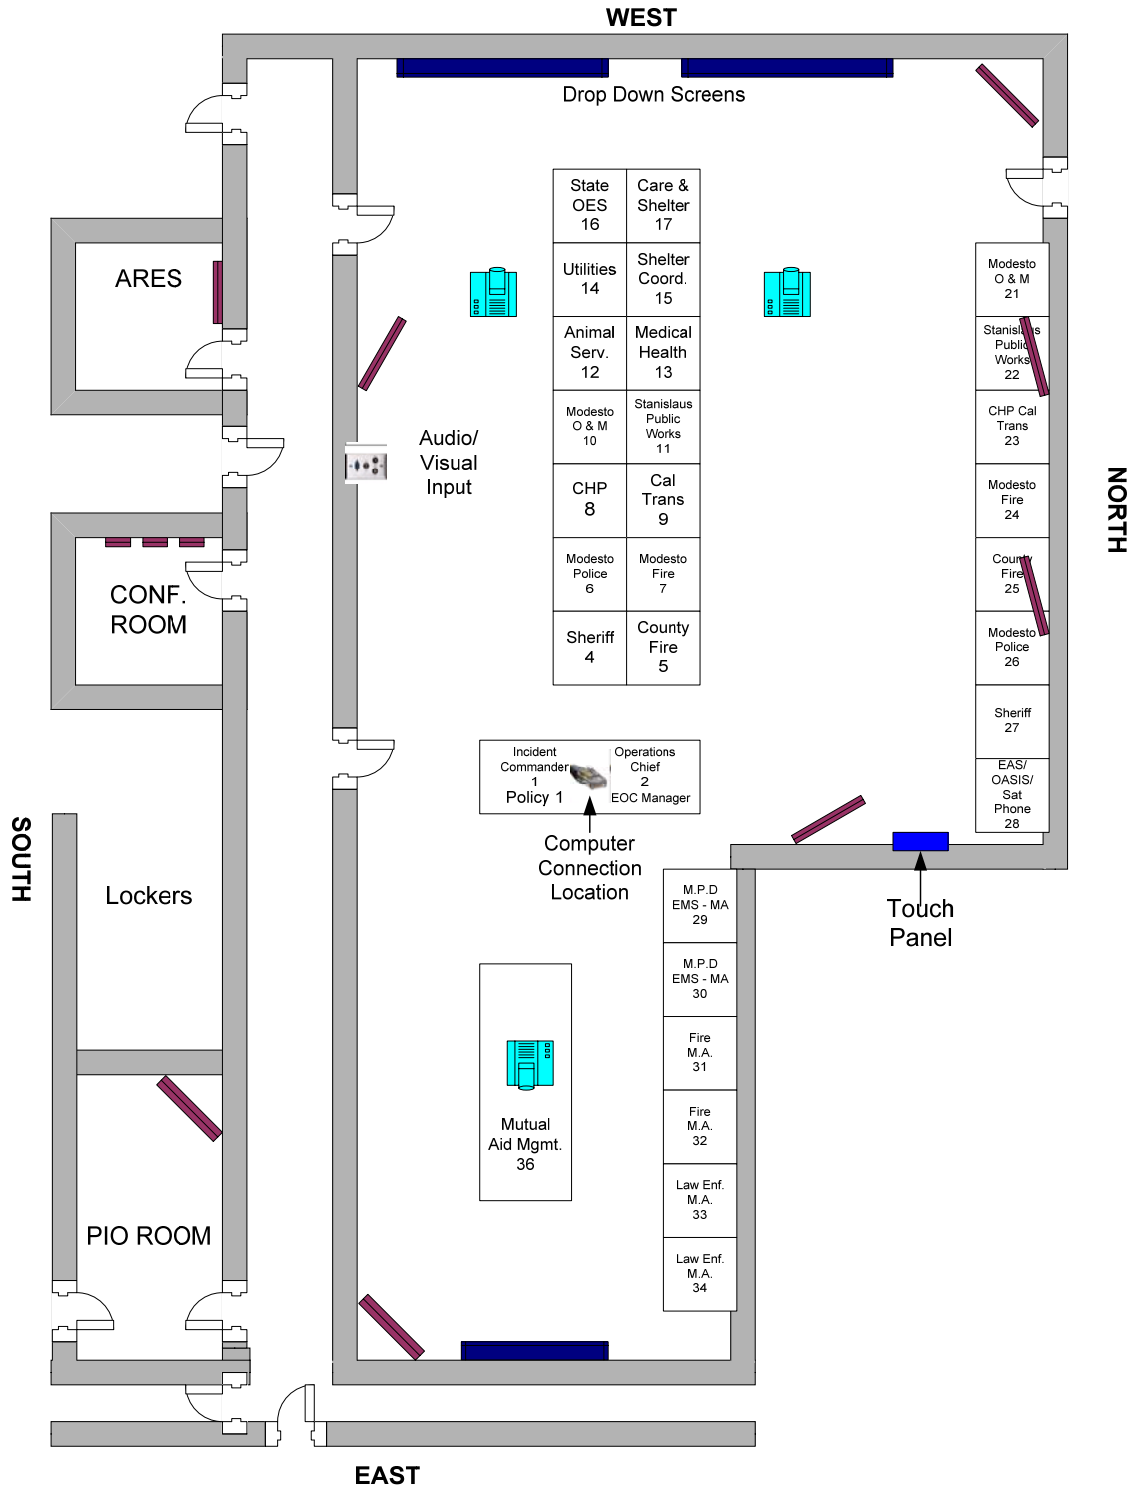 WEST
Drop Down Screens
State
OES
16
Care &
Shelter
17
Utilities
14
Shelter
Coord.
15
Animal
Serv.
12
Medical
Health
13
Modesto
O & M
10
Stanislaus
Public
Works
11
CHP
8
Cal
Trans
9
Modesto
Police
6
Modesto
Fire
7
Sheriff
4
County
Fire
5
ARES
Audio/
Visual
Input
CONF.
ROOM
Modesto
O & M
21
Stanislaus
Public
Works
22
CHP Cal
Trans
23
Modesto
Fire
24
County
Fire
25
Modesto
Police
26
Sheriff
27
EAS/
OASIS/
Sat
Phone
28
NORTH
Incident
Commander
1
Policy 1
Operations
Chief
2
EOC Manager
Computer
Connection
Location
SOUTH
Lockers
Touch
Panel
M.P.D
EMS - MA
29
M.P.D
EMS - MA
30
Fire
M.A.
31
Fire
M.A.
32
Law Enf.
M.A.
33
Law Enf.
M.A.
34
Mutual
Aid Mgmt.
36
PIO ROOM
EAST